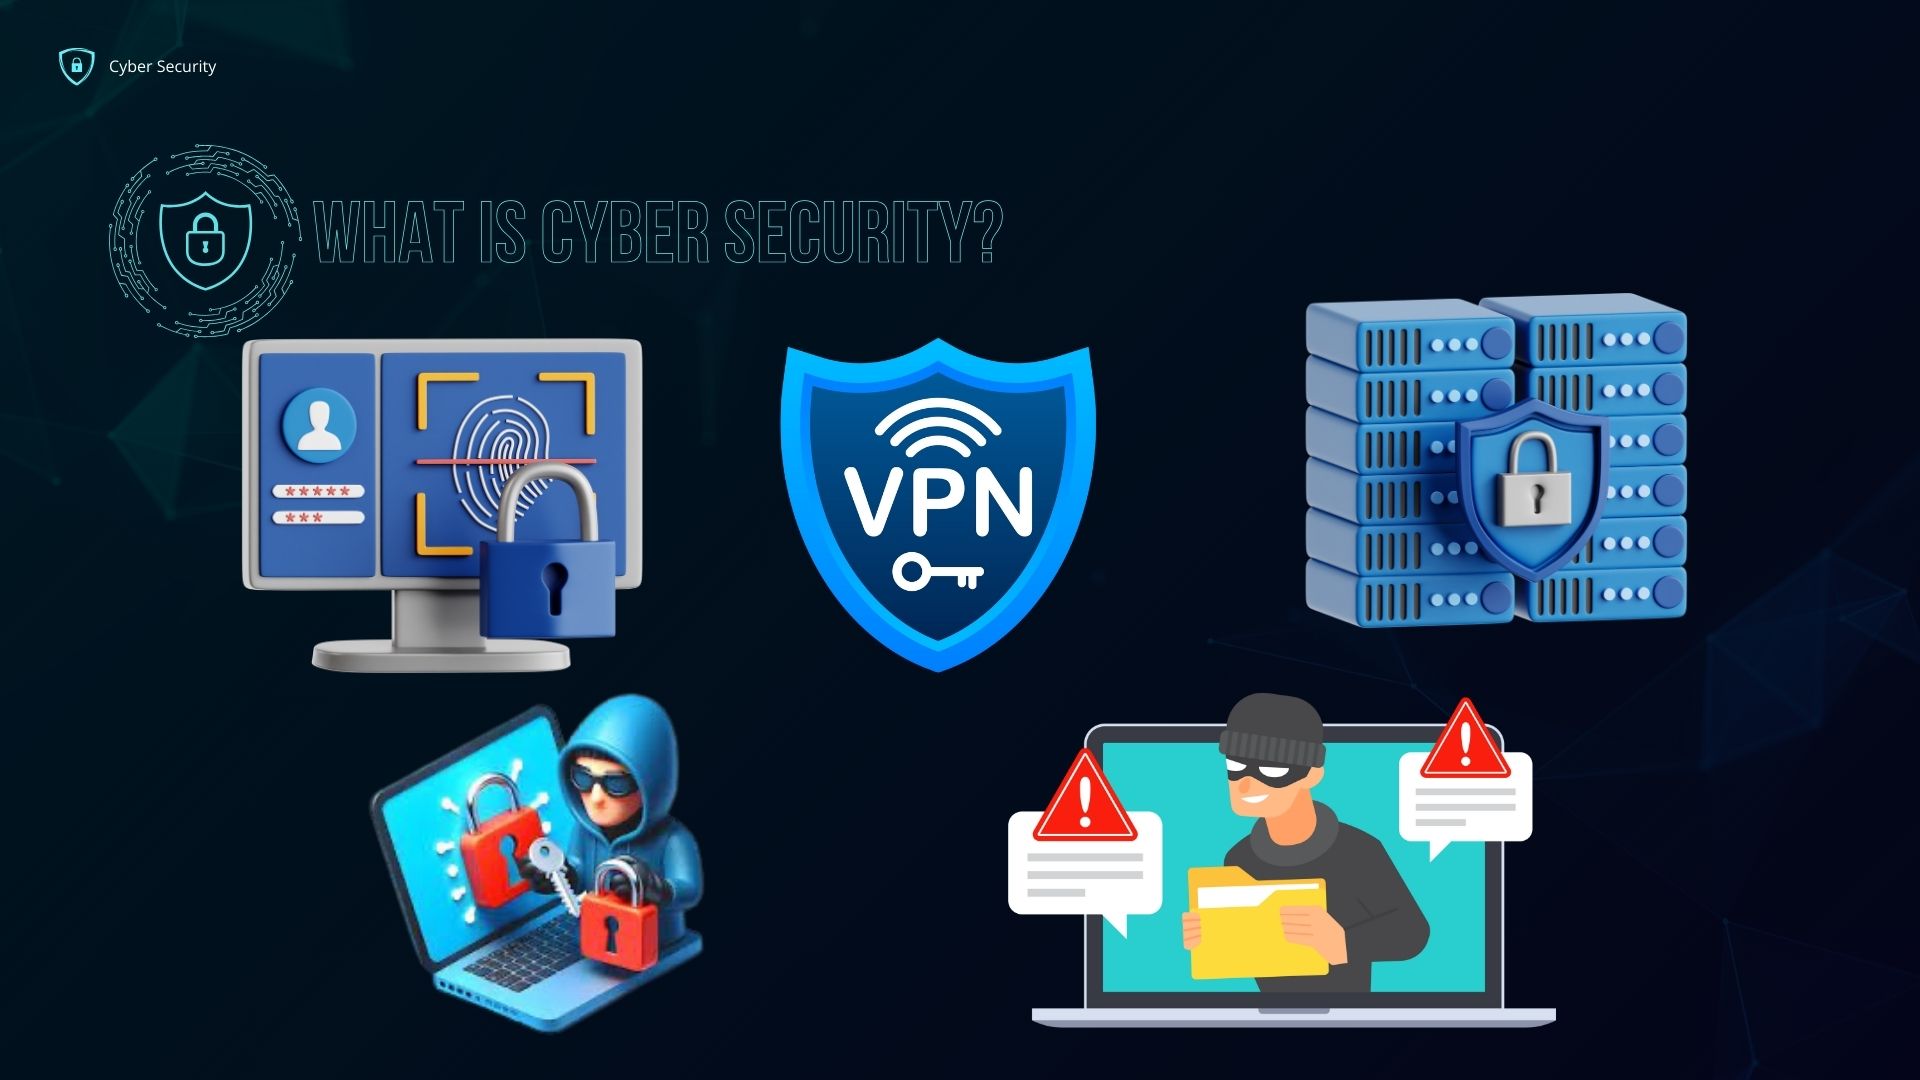 Cyber Security
WHAT IS CYBER SECURITY?
*****
***
VPN